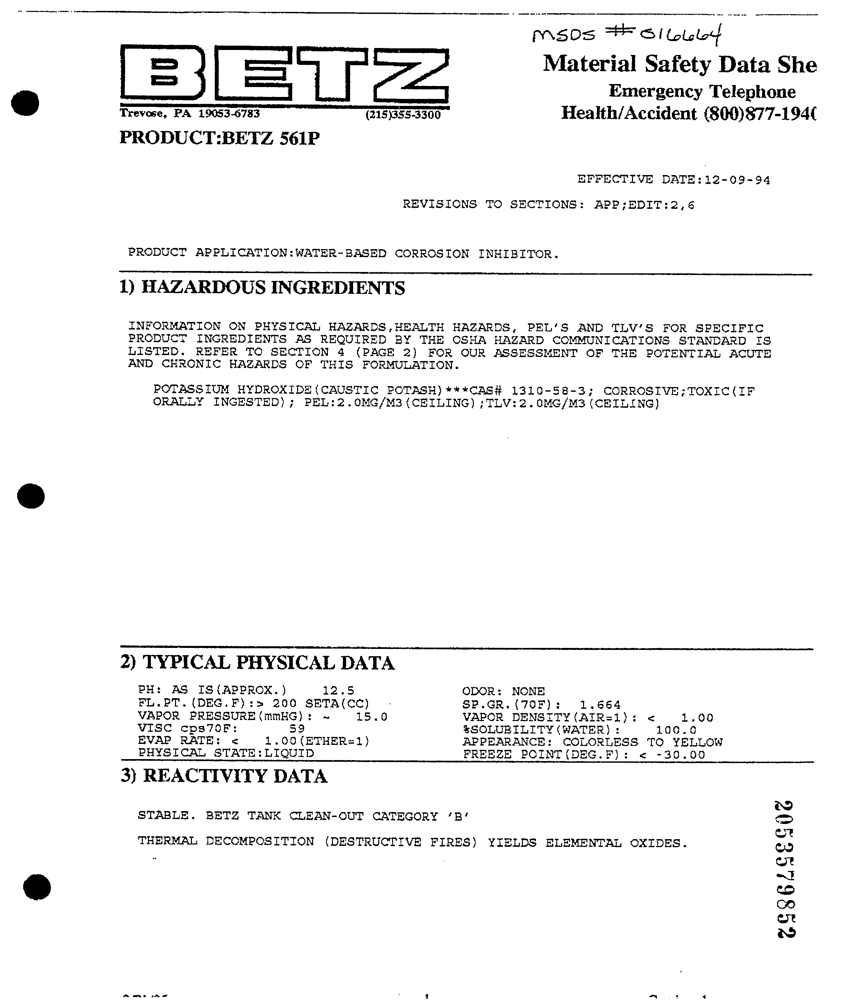 MSDS # 016664
BETZ
Material Safety Data She
Emergency Telephone
Health/Accident (800)877-194
Trevose, PA 19053-6783 (215)355-3300
PRODUCT:BETZ 561P
EFFECTIVE DATE:12-09-94
REVISIONS TO SECTIONS: APP;EDIT:2,6
PRODUCT APPLICATION:WATER-BASED CORROSION INHIBITOR.
1) HAZARDOUS INGREDIENTS
INFORMATION ON PHYSICAL HAZARDS,HEALTH HAZARDS, PEL'S AND TLV'S FOR SPECIFIC
PRODUCT INGREDIENTS AS REQUIRED BY THE OSHA HAZARD COMMUNICATIONS STANDARD IS
LISTED. REFER TO SECTION 4 (PAGE 2) FOR OUR ASSESSMENT OF THE POTENTIAL ACUTE
AND CHRONIC HAZARDS OF THIS FORMULATION.
POTASSIUM HYDROXIDE(CAUSTIC POTASH)***CAS# 1310-58-3; CORROSIVE;TOXIC(IF
ORALLY INGESTED); PEL:2.0MG/M3(CEILING);TLV:2.0MG/M3(CEILING)
2) TYPICAL PHYSICAL DATA
PH: AS IS(APPROX.) 12.5 ODOR: NONE
FL.PT.(DEG.F):> 200 SETA(CC) SP.GR.(70F): 1.664
VAPOR PRESSURE(mmHG): ~ 15.0 VAPOR DENSITY(AIR=1): < 1.00
VISC cps70F: 59 %SOLUBILITY(WATER): 100.0
EVAP RATE: < 1.00(ETHER=1) APPEARANCE: COLORLESS TO YELLOW
PHYSICAL STATE:LIQUID FREEZE POINT(DEG.F): < -30.00
3) REACTIVITY DATA
STABLE. BETZ TANK CLEAN-OUT CATEGORY 'B'
THERMAL DECOMPOSITION (DESTRUCTIVE FIRES) YIELDS ELEMENTAL OXIDES.
2053579852